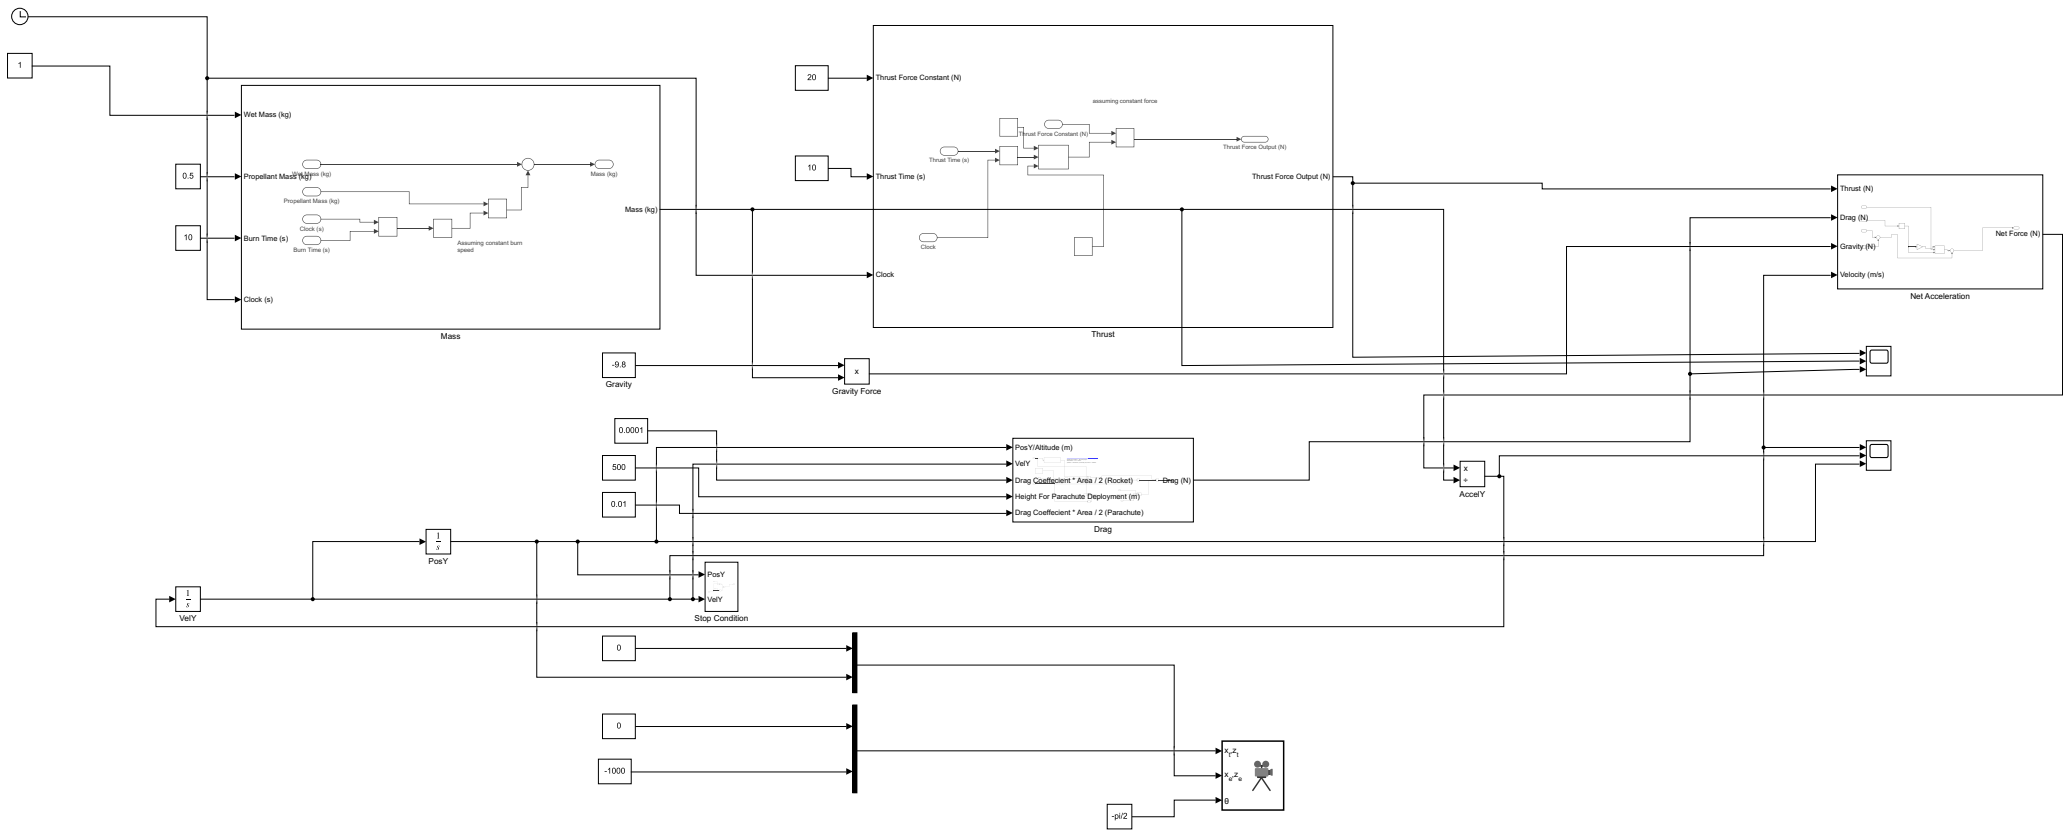 1
Wet Mass (kg)
0.5
Propellant Mass (kg)
10
Burn Time (s)
Clock (s)
Wet Mass (kg)
Propellant Mass (kg)
Clock (s)
Burn Time (s)
Assuming constant burn
speed
Mass (kg)
Mass (kg)
Mass
20
Thrust Force Constant (N)
10
Thrust Time (s)
Clock
assuming constant force
Thrust Force Constant (N)
Thrust Time (s)
Clock
Thrust Force Output (N)
Thrust Force Output (N)
Thrust
Thrust (N)
Drag (N)
Gravity (N)
Velocity (m/s)
Net Force (N)
Net Acceleration
-9.8
Gravity
x
Gravity Force
0.0001
500
0.01
PosY/Altitude (m)
VelY
Drag Coeffecient * Area / 2 (Rocket)
Height For Parachute Deployment (m)
Drag Coeffecient * Area / 2 (Parachute)
Drag (N)
Drag
x
÷
AccelY
1
s
PosY
1
s
VelY
PosY
VelY
Stop Condition
0
0
-1000
x_t,z_t
x_e,z_e
θ
-pi/2